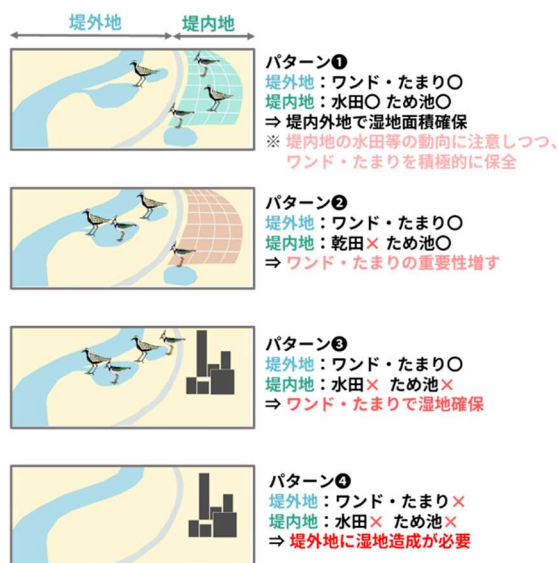 堤外地 堤内地
パターン❶
堤外地：ワンド・たまり〇
堤内地：水田〇 ため池〇
⇒ 堤内外地で湿地面積確保
※ 堤内地の水田等の動向に注意しつつ、
ワンド・たまりを積極的に保全
パターン❷
堤外地：ワンド・たまり〇
堤内地：乾田× ため池〇
⇒ ワンド・たまりの重要性増す
パターン❸
堤外地：ワンド・たまり〇
堤内地：水田× ため池×
⇒ ワンド・たまりで湿地確保
パターン❹
堤外地：ワンド・たまり×
堤内地：水田× ため池×
⇒ 堤外地に湿地造成が必要